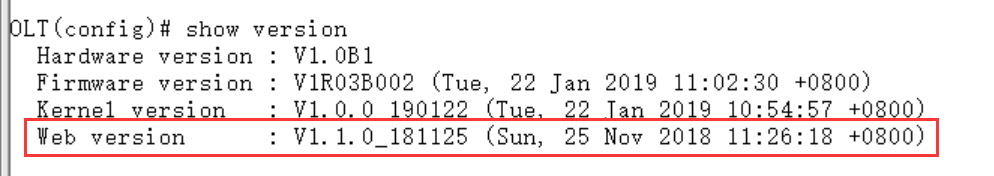 OLT(config)# show version
Hardware version : V1.0B1
Firmware version : V1R03B002 (Tue, 22 Jan 2019 11:02:30 +0800)
Kernel version : V1.0.0_190122 (Tue, 22 Jan 2019 10:54:57 +0800)
Web version : V1.1.0_181125 (Sun, 25 Nov 2018 11:26:18 +0800)